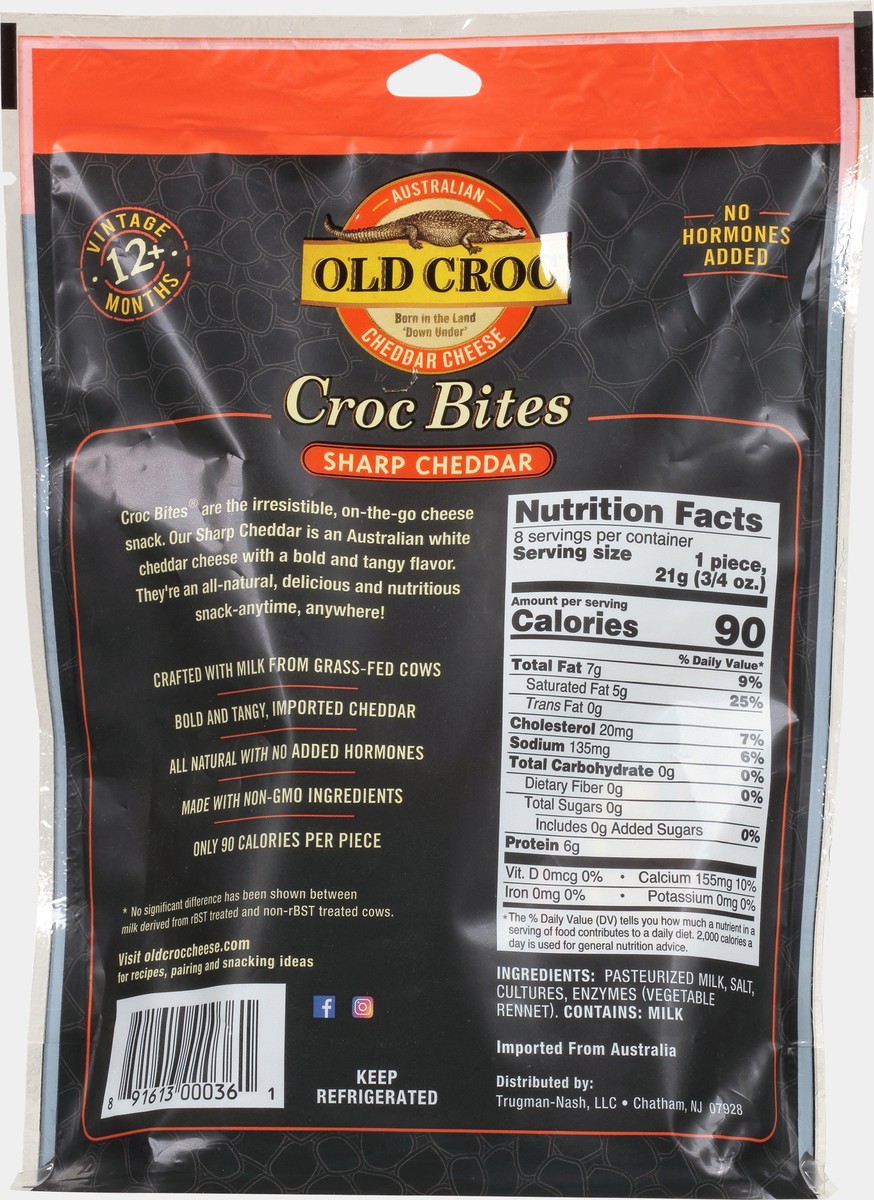 VINTAGE
12+
MONTHS
AUSTRALIAN
OLD CROC
Born in the Land
'Down Under'
CHEDDAR CHEESE
NO
HORMONES
ADDED
Croc Bites
SHARP CHEDDAR
Croc Bites® are the irresistible, on-the-go cheese
snack. Our Sharp Cheddar is an Australian white
cheddar cheese with a bold and tangy flavor.
They're an all-natural, delicious and nutritious
snack-anytime, anywhere!
CRAFTED WITH MILK FROM GRASS-FED COWS
BOLD AND TANGY, IMPORTED CHEDDAR
ALL NATURAL WITH NO ADDED HORMONES
MADE WITH NON-GMO INGREDIENTS
ONLY 90 CALORIES PER PIECE
* No significant difference has been shown between
milk derived from rBST treated and non-rBST treated cows.
Visit oldcroccheese.com
for recipes, pairing and snacking ideas
8 91613 00036 1
KEEP
REFRIGERATED
Nutrition Facts
8 servings per container
Serving size 1 piece,
21g (3/4 oz.)
Amount per serving
Calories 90
% Daily Value*
Total Fat 7g 9%
Saturated Fat 5g 25%
Trans Fat 0g
Cholesterol 20mg 7%
Sodium 135mg 6%
Total Carbohydrate 0g 0%
Dietary Fiber 0g 0%
Total Sugars 0g
Includes 0g Added Sugars 0%
Protein 6g
Vit. D 0mcg 0% • Calcium 155mg 10%
Iron 0mg 0% • Potassium 0mg 0%
*The % Daily Value (DV) tells you how much a nutrient in a
serving of food contributes to a daily diet. 2,000 calories a
day is used for general nutrition advice.
INGREDIENTS: PASTEURIZED MILK, SALT,
CULTURES, ENZYMES (VEGETABLE
RENNET). CONTAINS: MILK
Imported From Australia
Distributed by:
Trugman-Nash, LLC • Chatham, NJ 07928